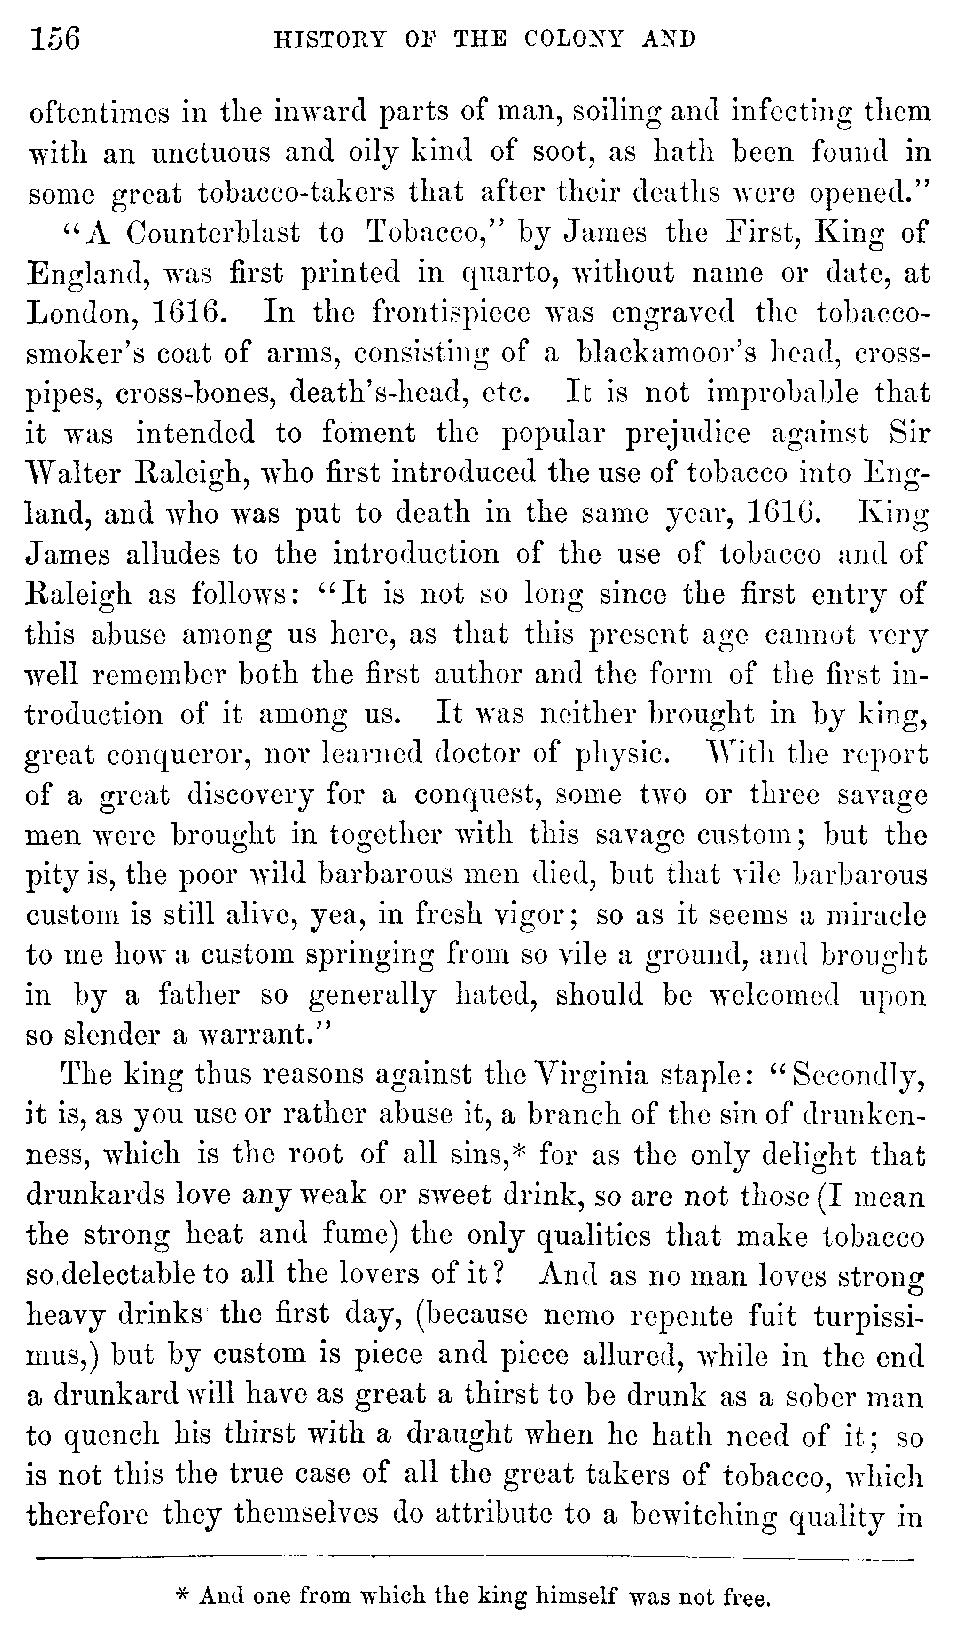 156 HISTORY OF THE COLONY AND
oftentimes in the inward parts of man, soiling and infecting them
with an unctuous and oily kind of soot, as hath been found in
some great tobacco-takers that after their deaths were opened."
"A Counterblast to Tobacco," by James the First, King of
England, was first printed in quarto, without name or date, at
London, 1616. In the frontispiece was engraved the tobacco-
smoker's coat of arms, consisting of a blackamoor's head, cross-
pipes, cross-bones, death's-head, etc. It is not improbable that
it was intended to foment the popular prejudice against Sir
Walter Raleigh, who first introduced the use of tobacco into Eng-
land, and who was put to death in the same year, 1616. King
James alludes to the introduction of the use of tobacco and of
Raleigh as follows: "It is not so long since the first entry of
this abuse among us here, as that this present age cannot very
well remember both the first author and the form of the first in-
troduction of it among us. It was neither brought in by king,
great conqueror, nor learned doctor of physic. With the report
of a great discovery for a conquest, some two or three savage
men were brought in together with this savage custom; but the
pity is, the poor wild barbarous men died, but that vile barbarous
custom is still alive, yea, in fresh vigor; so as it seems a miracle
to me how a custom springing from so vile a ground, and brought
in by a father so generally hated, should be welcomed upon
so slender a warrant."
The king thus reasons against the Virginia staple: "Secondly,
it is, as you use or rather abuse it, a branch of the sin of drunken-
ness, which is the root of all sins,* for as the only delight that
drunkards love any weak or sweet drink, so are not those (I mean
the strong heat and fume) the only qualities that make tobacco
so delectable to all the lovers of it? And as no man loves strong
heavy drinks the first day, (because nemo repente fuit turpissi-
mus,) but by custom is piece and piece allured, while in the end
a drunkard will have as great a thirst to be drunk as a sober man
to quench his thirst with a draught when he hath need of it; so
is not this the true case of all the great takers of tobacco, which
therefore they themselves do attribute to a bewitching quality in
* And one from which the king himself was not free.